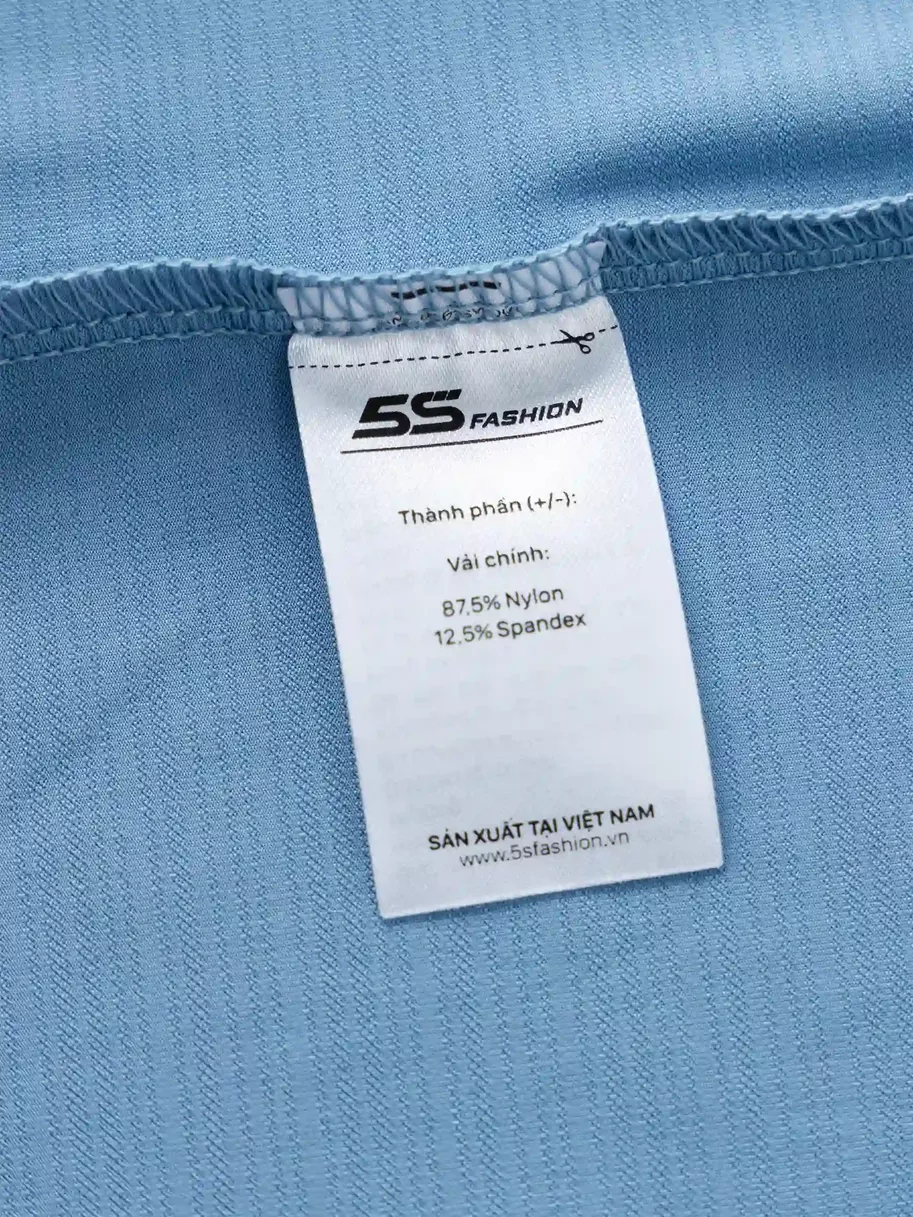 5S FASHION
Thành phần (+/-):
Vải chính:
87,5% Nylon
12,5% Spandex
SẢN XUẤT TẠI VIỆT NAM
www.5sfashion.vn